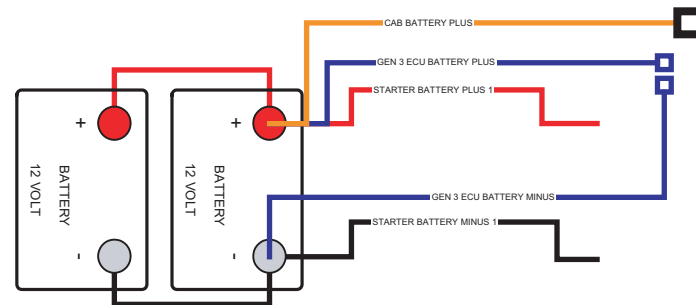 CAB BATTERY PLUS
GEN 3 ECU BATTERY PLUS
STARTER BATTERY PLUS 1
+
BATTERY
12 VOLT
-
+
BATTERY
12 VOLT
-
GEN 3 ECU BATTERY MINUS
STARTER BATTERY MINUS 1